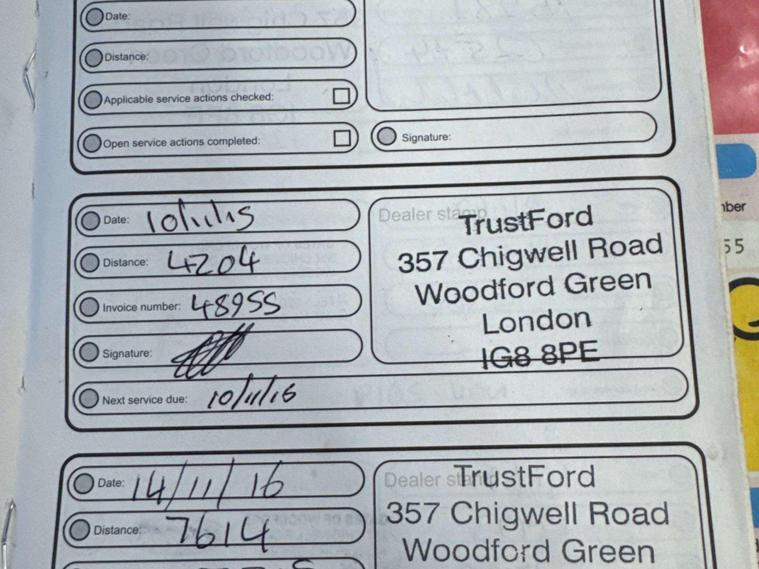 Date:
Distance:
Applicable service actions checked:
Open service actions completed:
Signature:
Date: 10/11/15
Distance: 4204
Invoice number: 48955
Signature:
Next service due: 10/11/16
Dealer stamp
TrustFord
357 Chigwell Road
Woodford Green
London
IG8 8PE
Date: 14/11/16
Distance: 7614
Dealer
TrustFord
357 Chigwell Road
Woodford Green
55